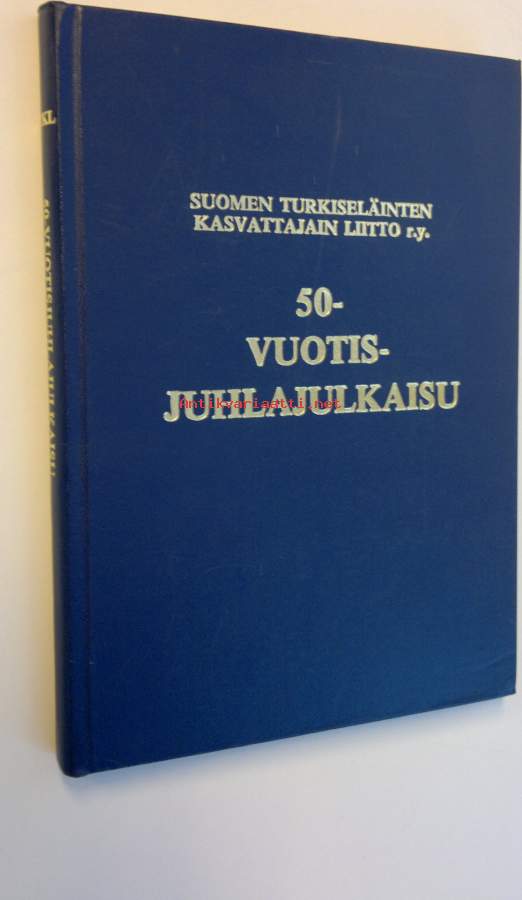 SUOMEN TURKISELÄINTEN
KASVATTAJAIN LIITTO r.y.
50-
VUOTIS-
JUHLAJULKAISU
Antikvariaatti.net
50-VUOTISJUHLAJULKAISU